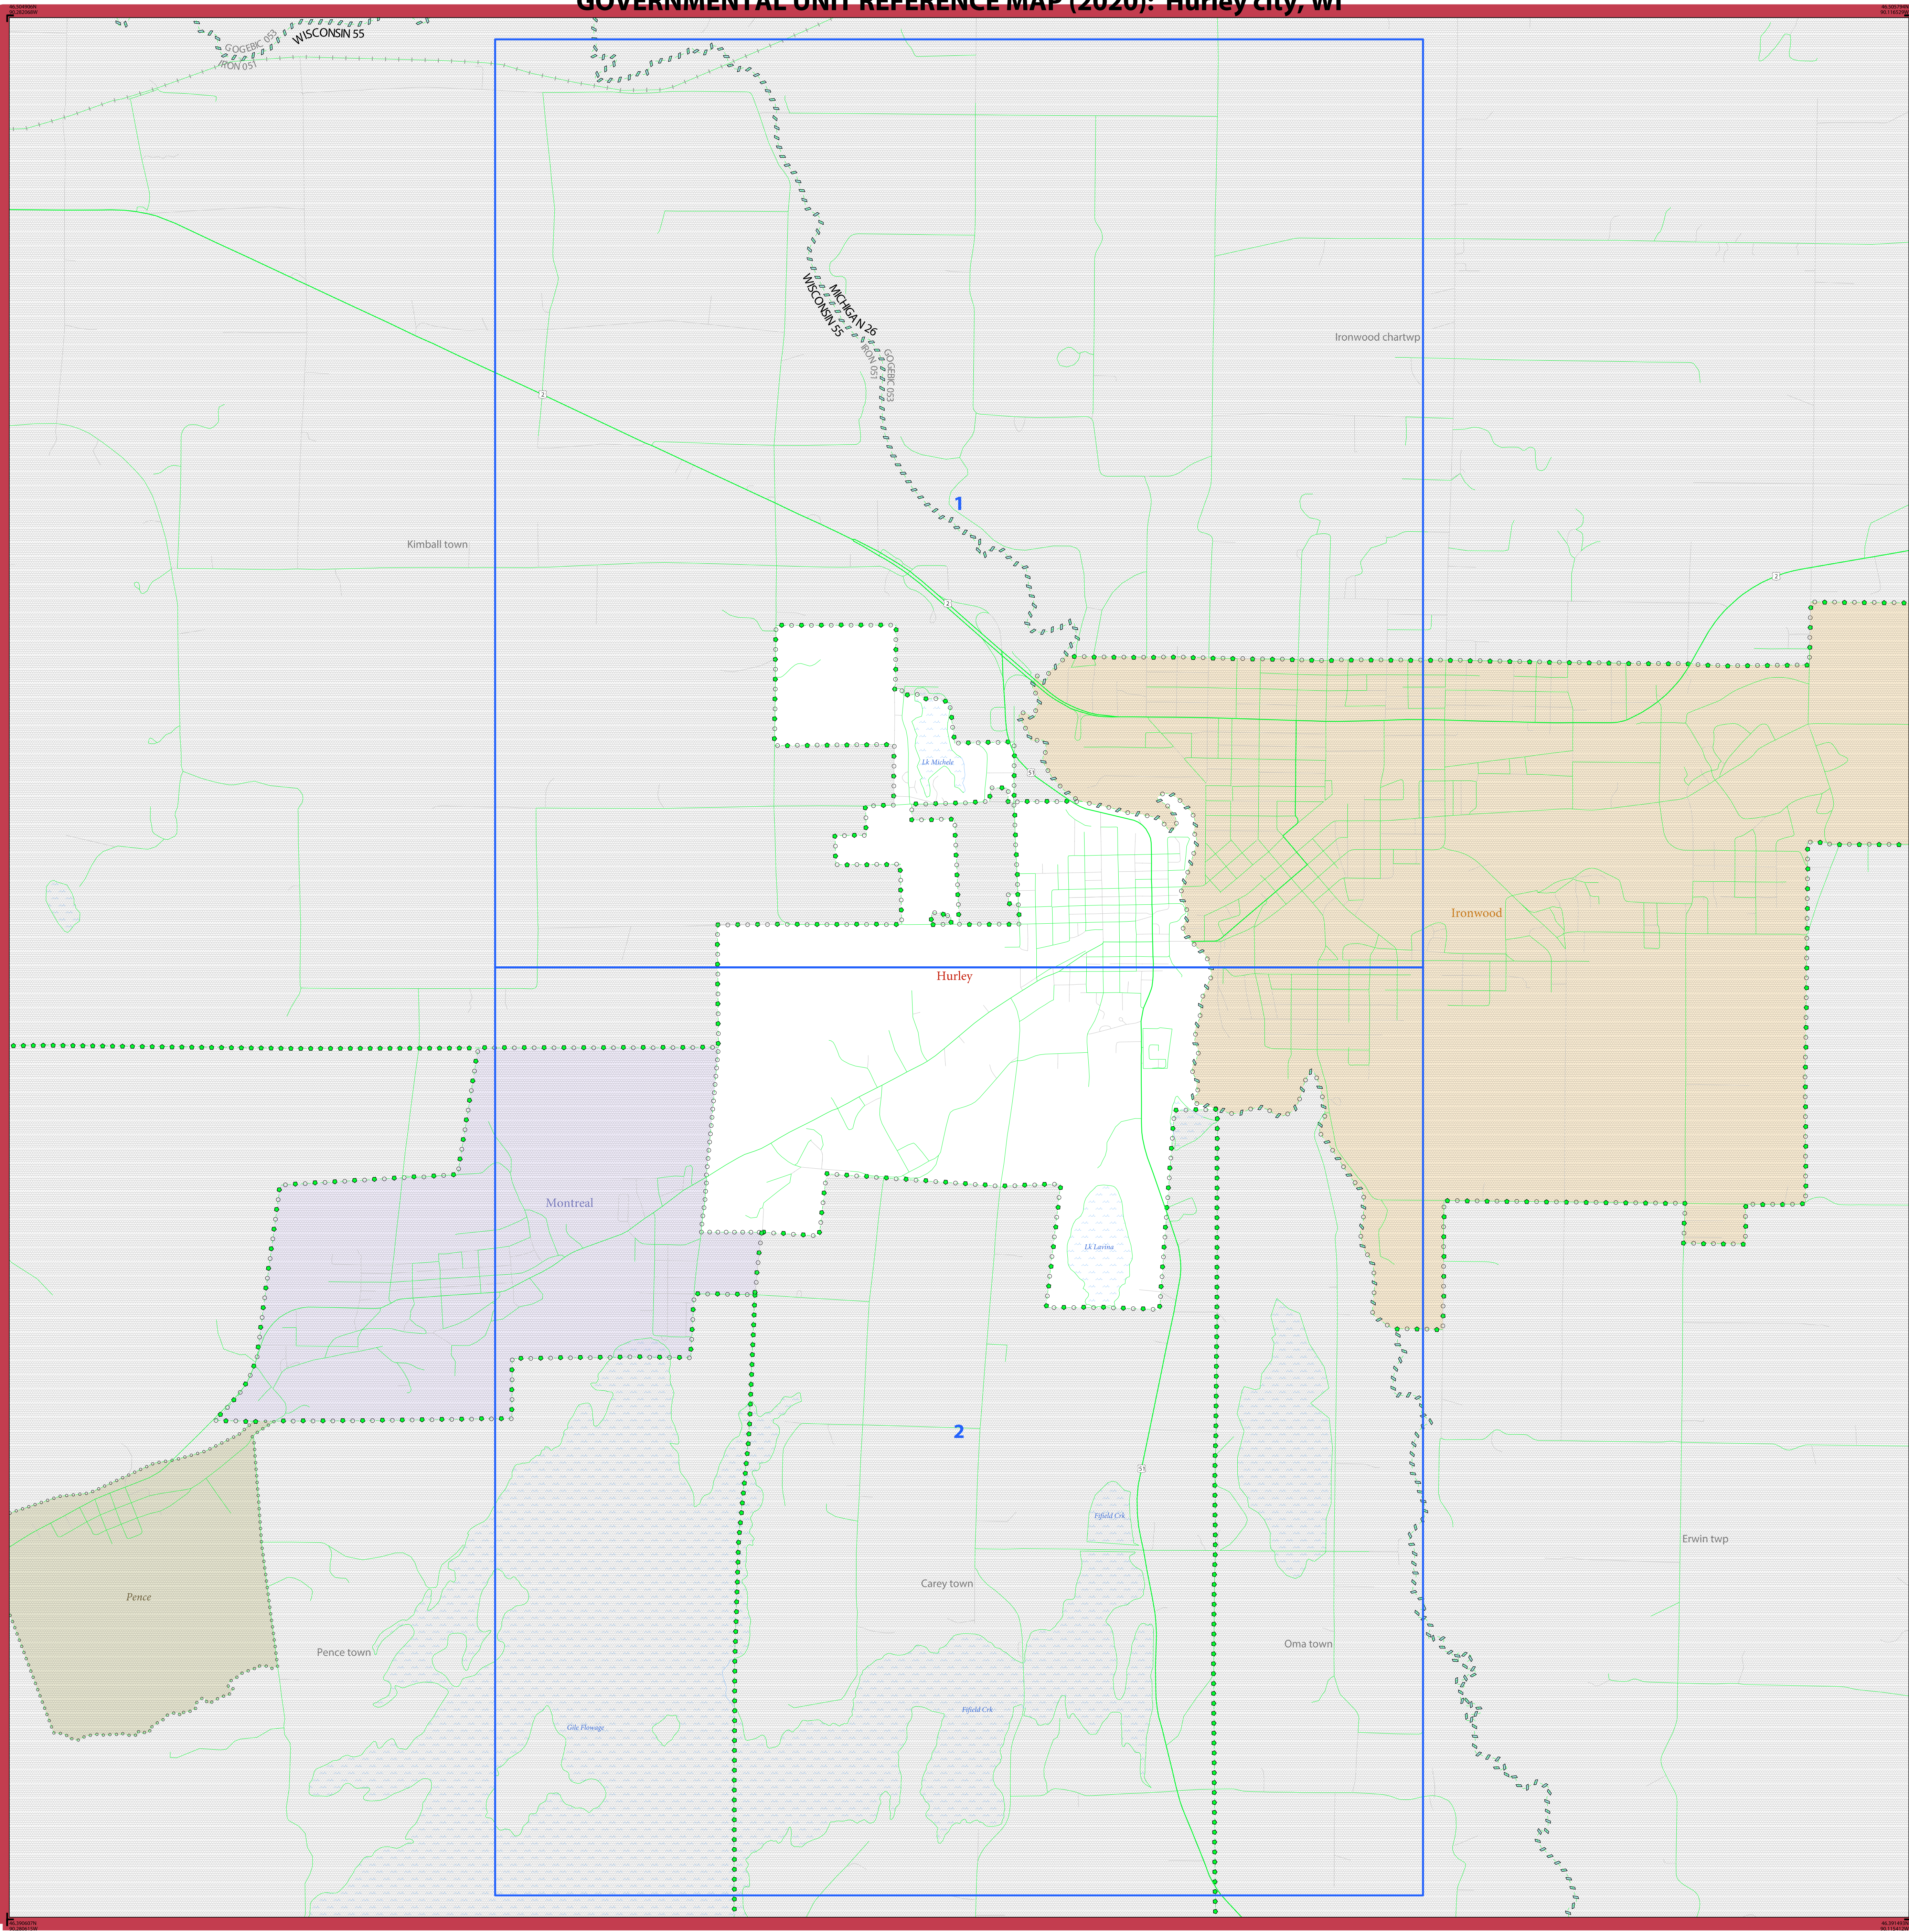 GOVERNMENTAL UNIT REFERENCE MAP (2020): Hurley city, WI
GOGEBIC 053
WISCONSIN 55
IRON 051
MICHIGAN 26
WISCONSIN 55
IRON 051
GOGEBIC 053
Ironwood chartwp
2
1
Kimball town
2
2
Lk Michele
51
Ironwood
Hurley
Montreal
Lk Lavina
2
51
Fifield Crk
Erwin twp
Carey town
Pence
Oma town
Pence town
Fifield Crk
Gile Flowage